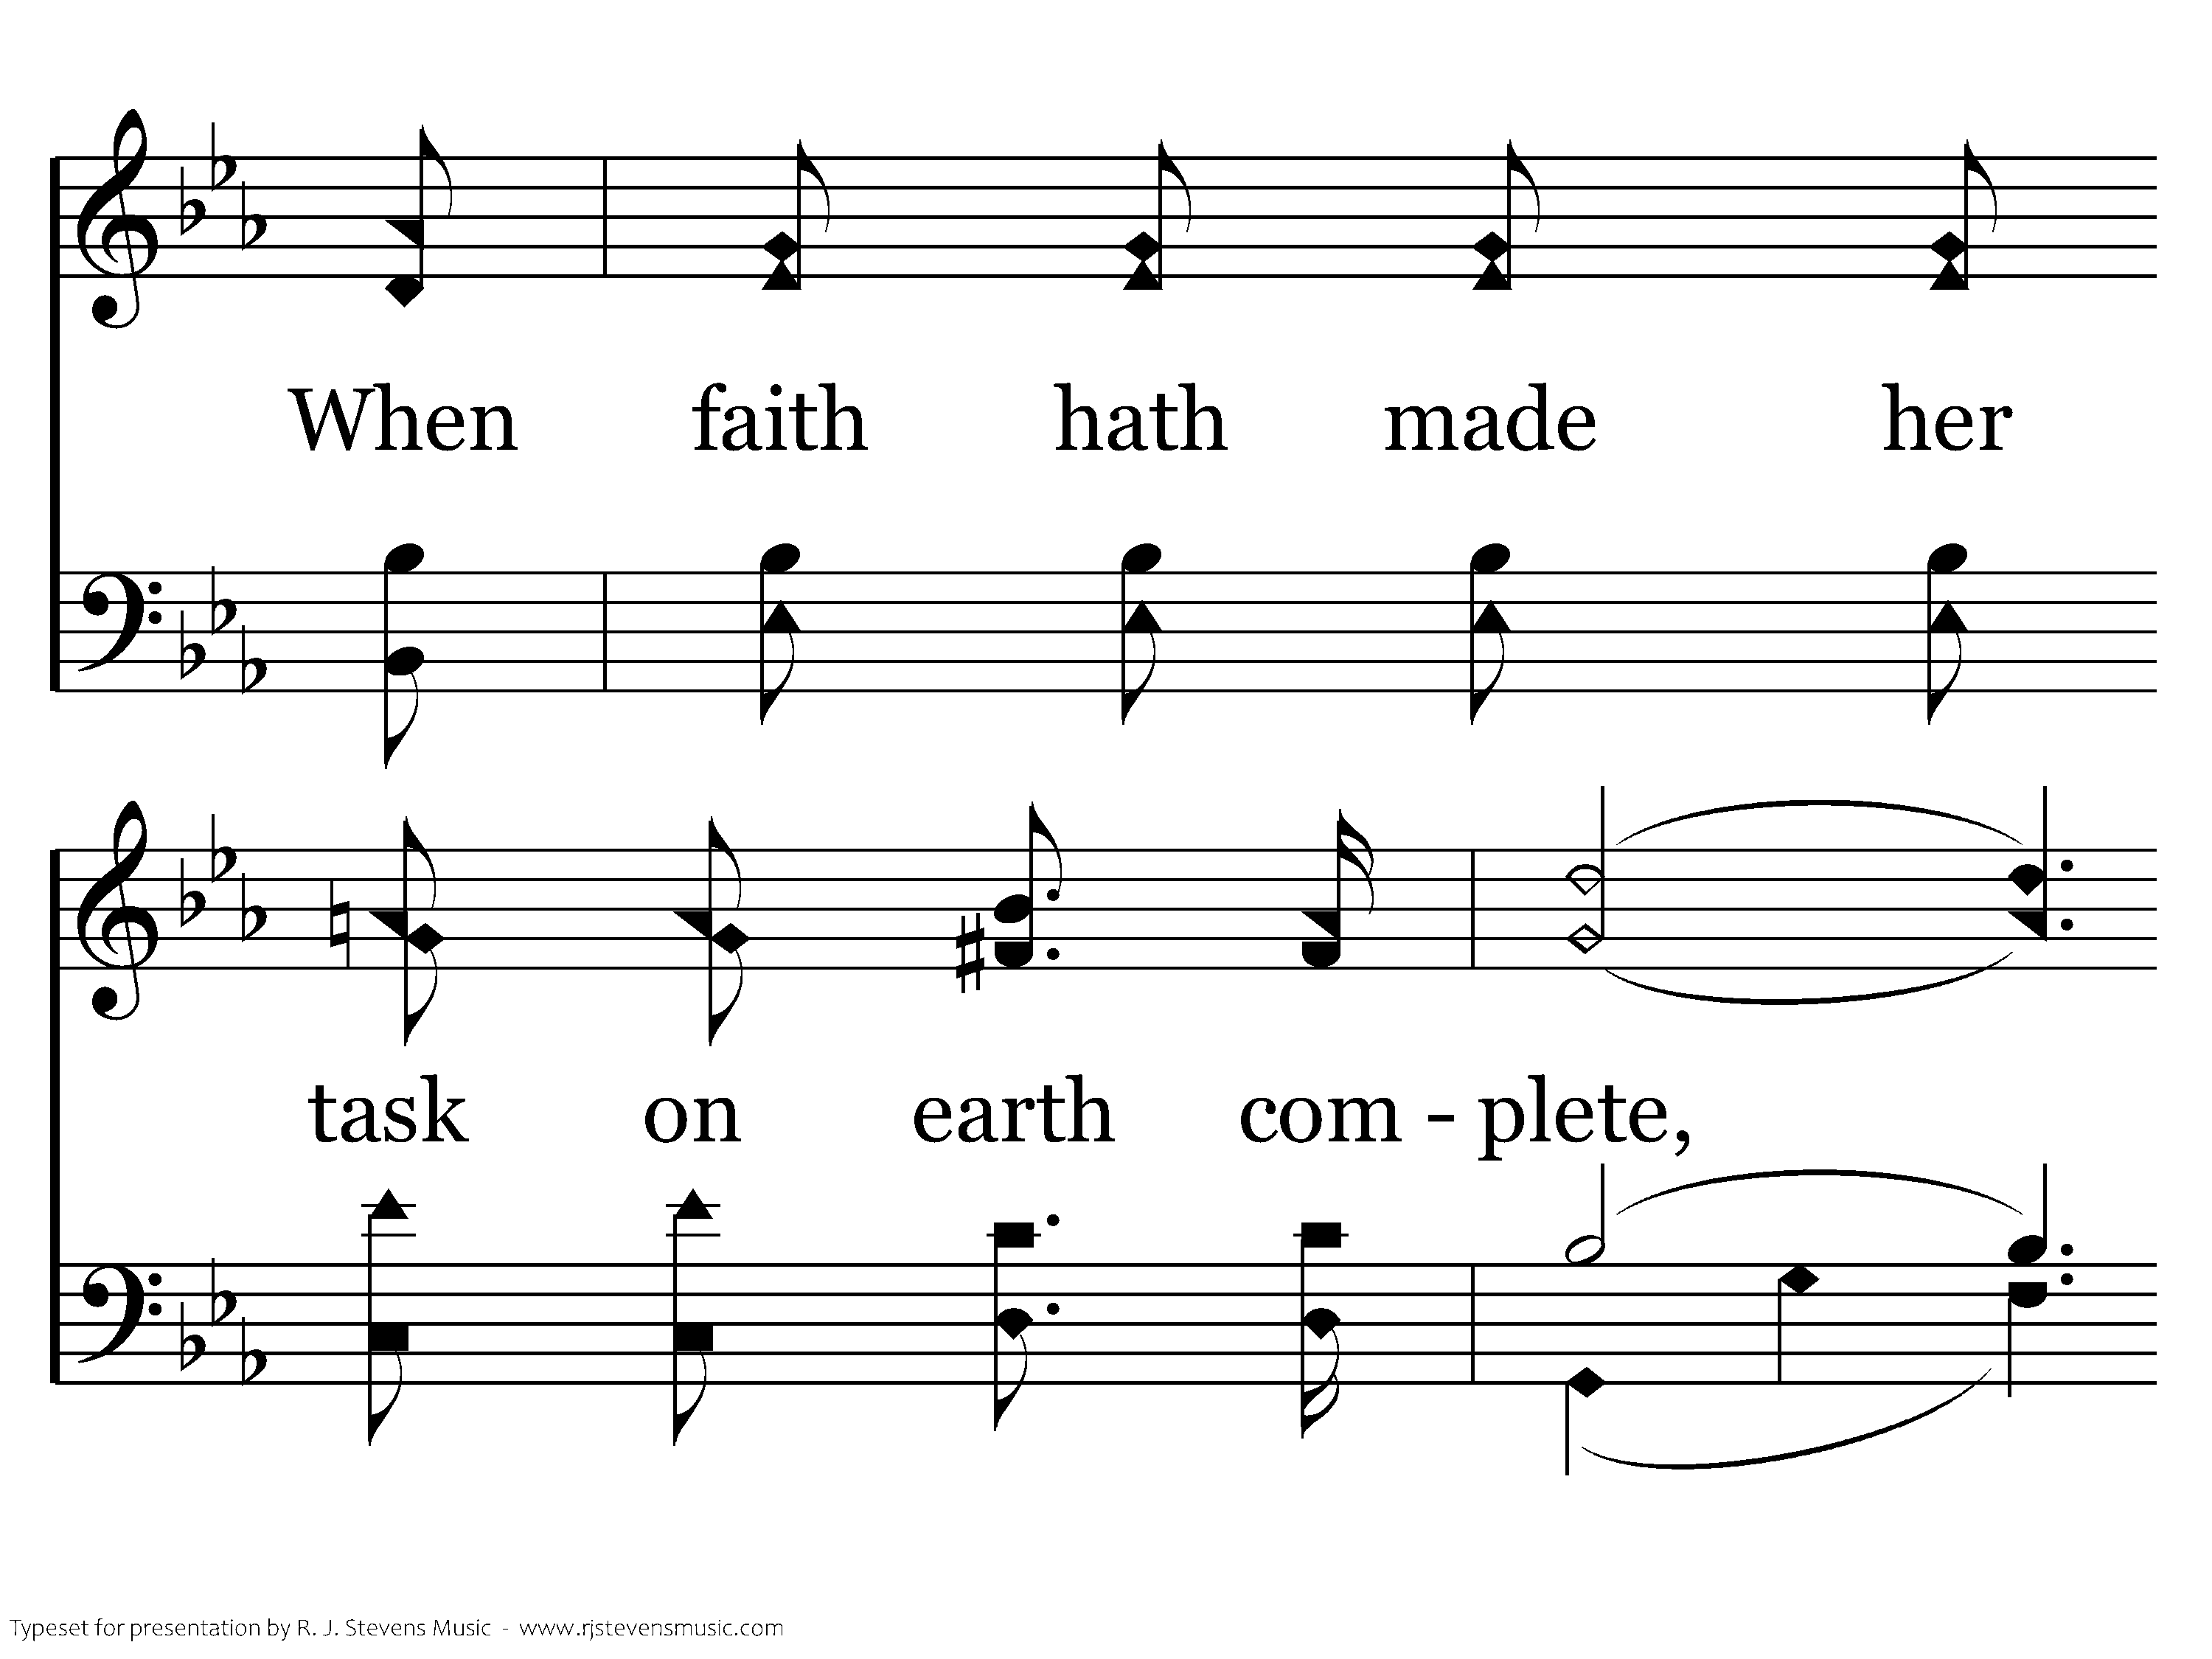 When faith hath made her
task on earth com - plete,
Typeset for presentation by R. J. Stevens Music - www.rjstevensmusic.com